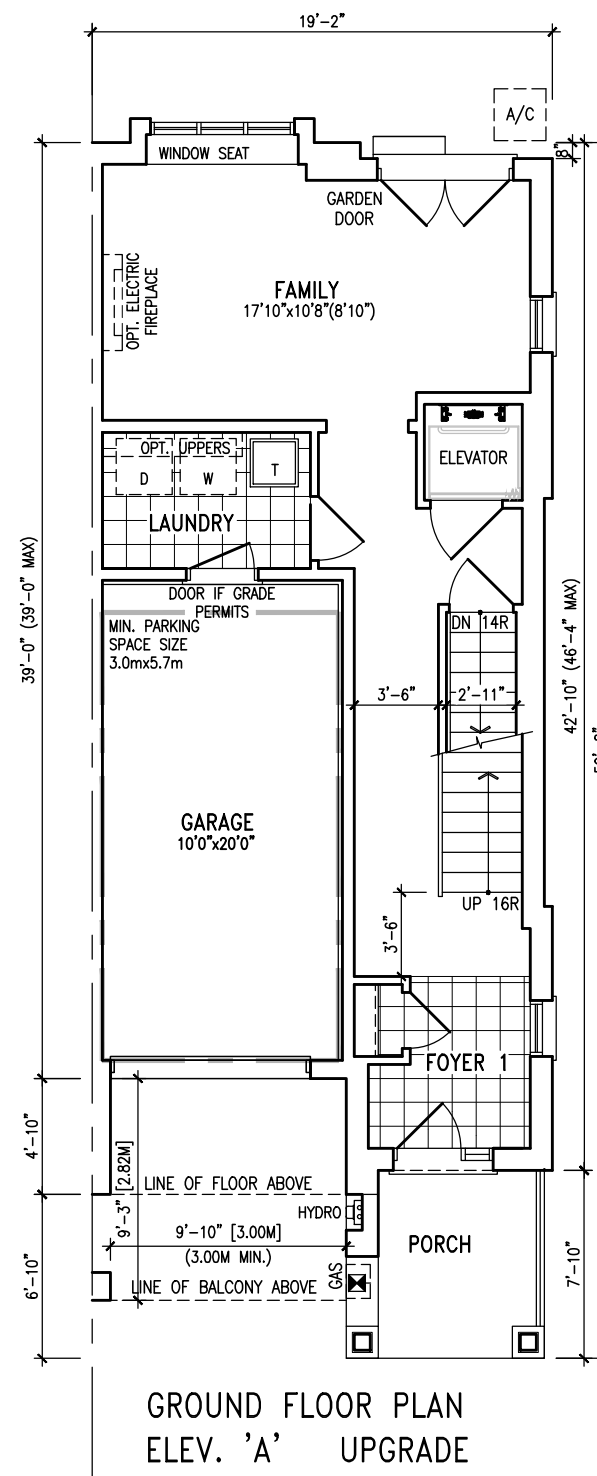 19'-2"
A/C
8"
WINDOW SEAT
GARDEN
DOOR
OPT. ELECTRIC
FIREPLACE
FAMILY
17'10"x10'8"(8'10")
ELEVATOR
OPT. UPPERS
D
W
T
LAUNDRY
DOOR IF GRADE
PERMITS
MIN. PARKING
SPACE SIZE
3.0mx5.7m
DN 14R
39'-0" (39'-0" MAX)
42'-10" (46'-4" MAX)
3'-6"
2'-11"
GARAGE
10'0"x20'0"
UP 16R
3'-6"
FOYER 1
4'-10"
9'-3" [2.82M]
LINE OF FLOOR ABOVE
HYDRO
9'-10" [3.00M]
(3.00M MIN.)
PORCH
6'-10"
GAS
LINE OF BALCONY ABOVE
7'-10"
GROUND FLOOR PLAN
ELEV. 'A' UPGRADE